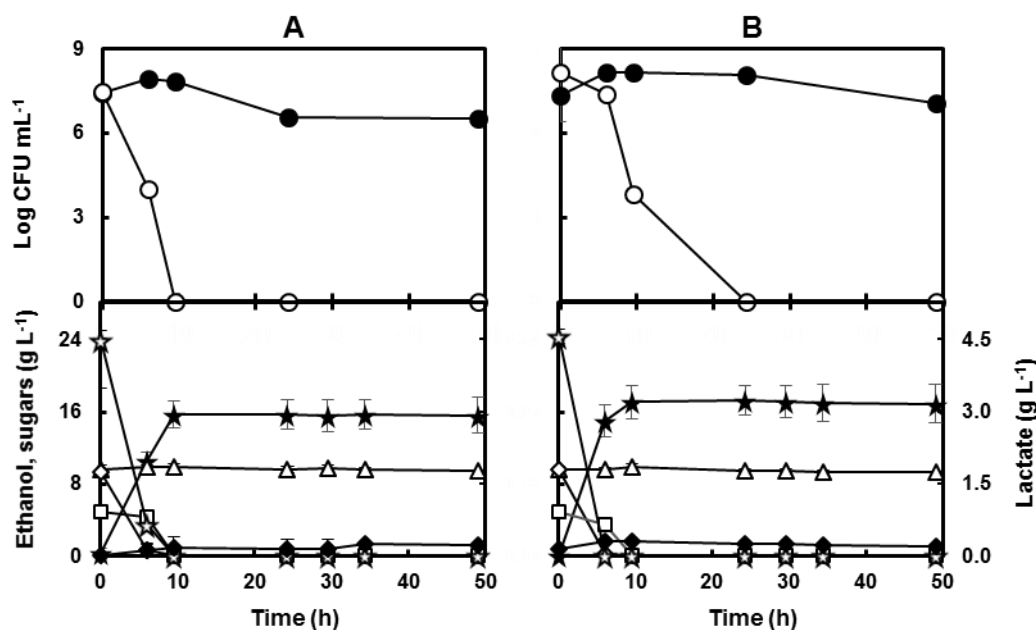 A
B
9
6
3
0
Log CFU mL⁻¹
24
16
8
0
Ethanol, sugars (g L⁻¹)
4.5
3.0
1.5
0.0
Lactate (g L⁻¹)
0 10 20 30 40 50
0 10 20 30 40 50
Time (h)
Time (h)